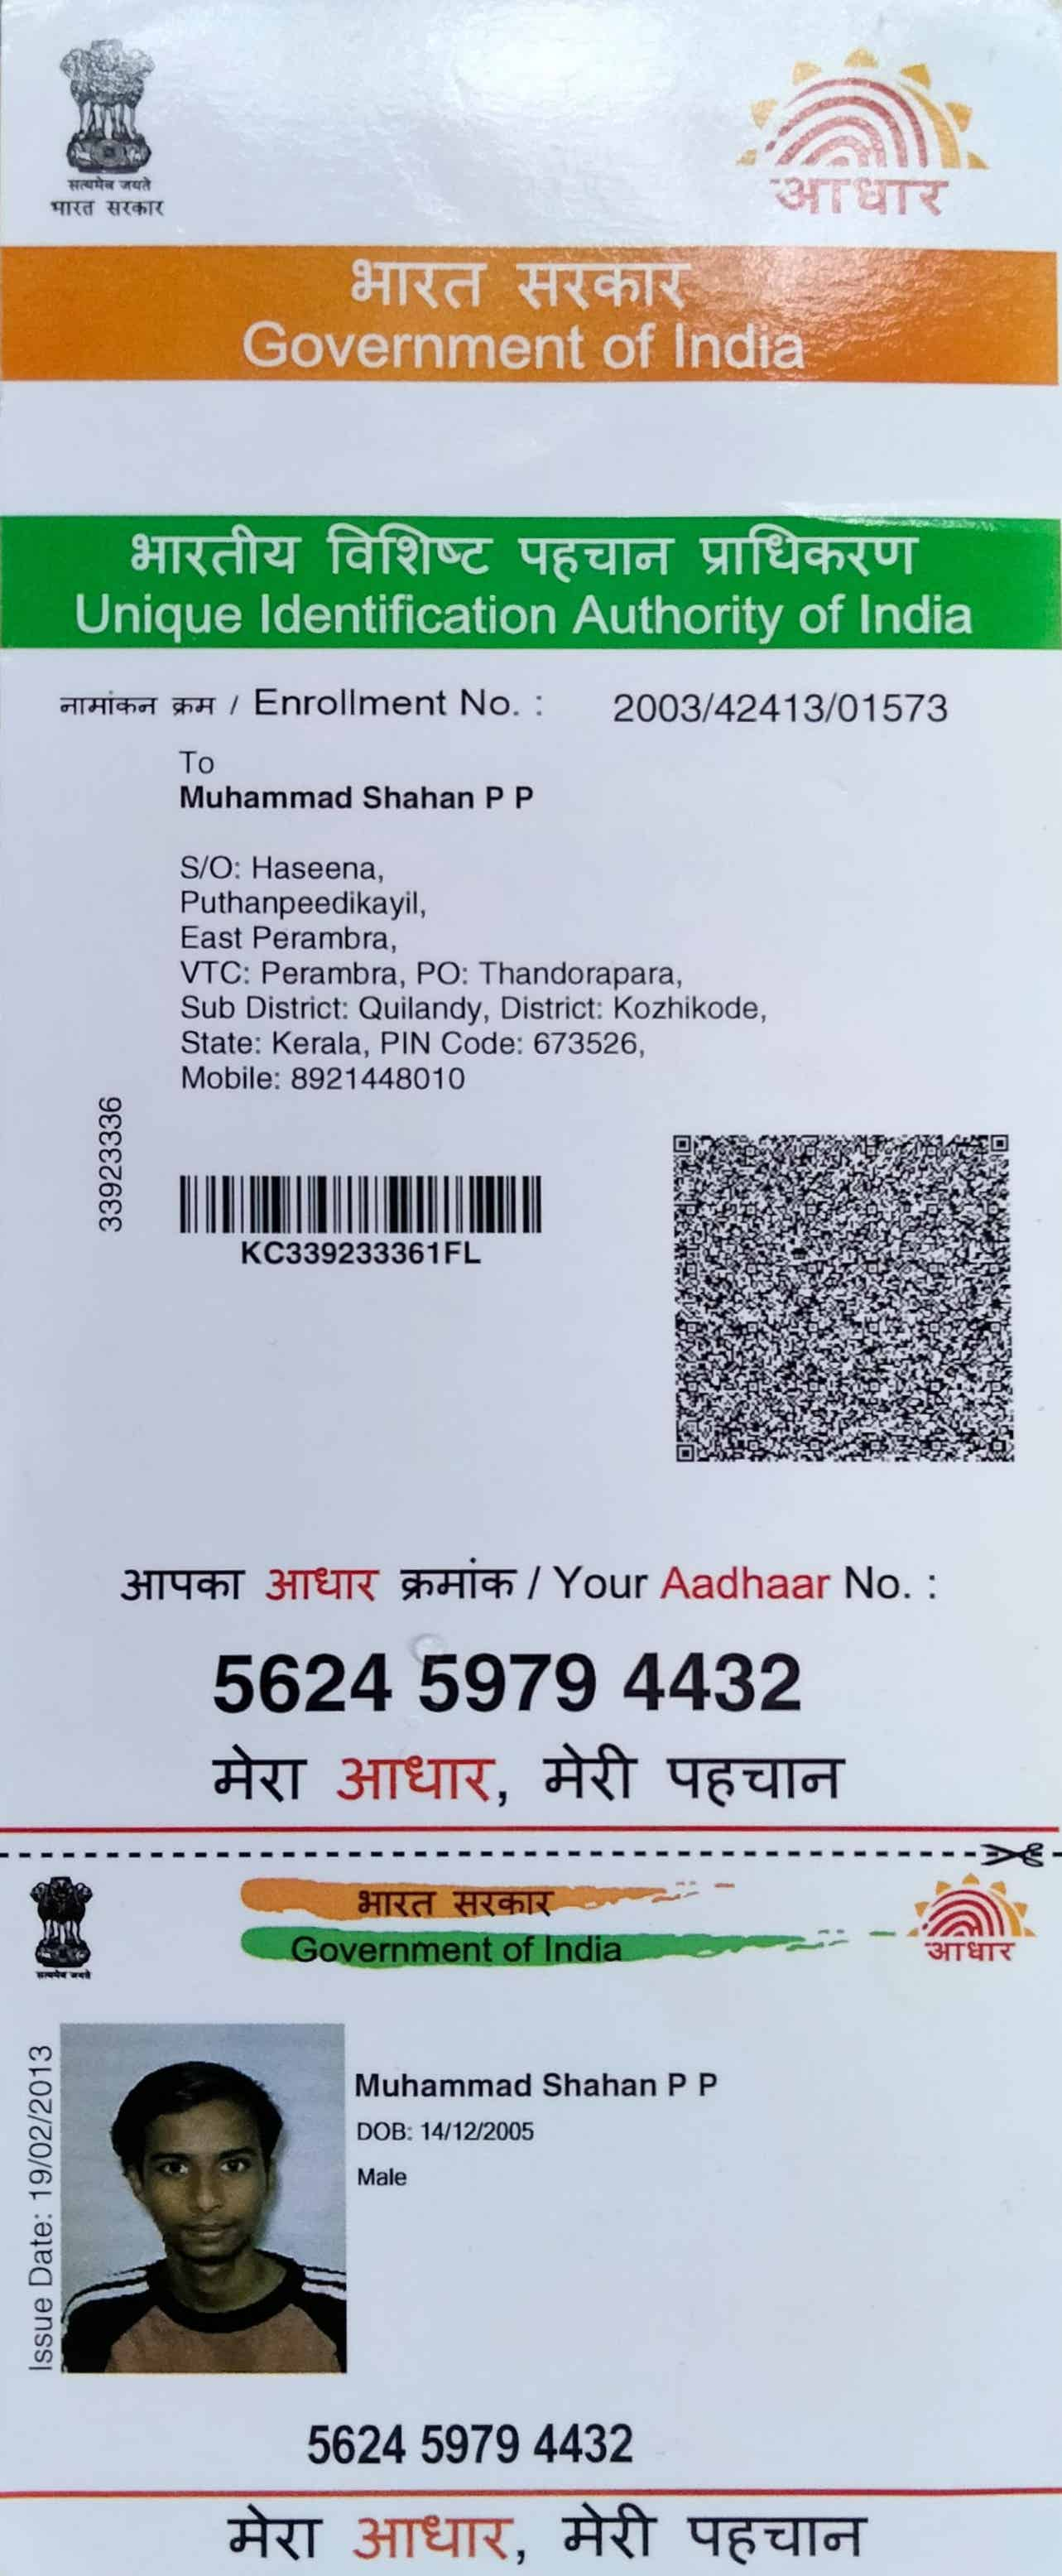 सत्यमेव जयते
भारत सरकार
आधार
भारत सरकार
Government of India
भारतीय विशिष्ट पहचान प्राधिकरण
Unique Identification Authority of India
नामांकन क्रम / Enrollment No. : 2003/42413/01573
To
Muhammad Shahan P P
S/O: Haseena,
Puthanpeedikayil,
East Perambra,
VTC: Perambra, PO: Thandorapara,
Sub District: Quilandy, District: Kozhikode,
State: Kerala, PIN Code: 673526,
Mobile: 8921448010
33923336
KC339233361FL
आपका आधार क्रमांक / Your Aadhaar No. :
5624 5979 4432
मेरा आधार, मेरी पहचान
सत्यमेव जयते
भारत सरकार
Government of India
आधार
Issue Date: 19/02/2013
Muhammad Shahan P P
DOB: 14/12/2005
Male
5624 5979 4432
मेरा आधार, मेरी पहचान